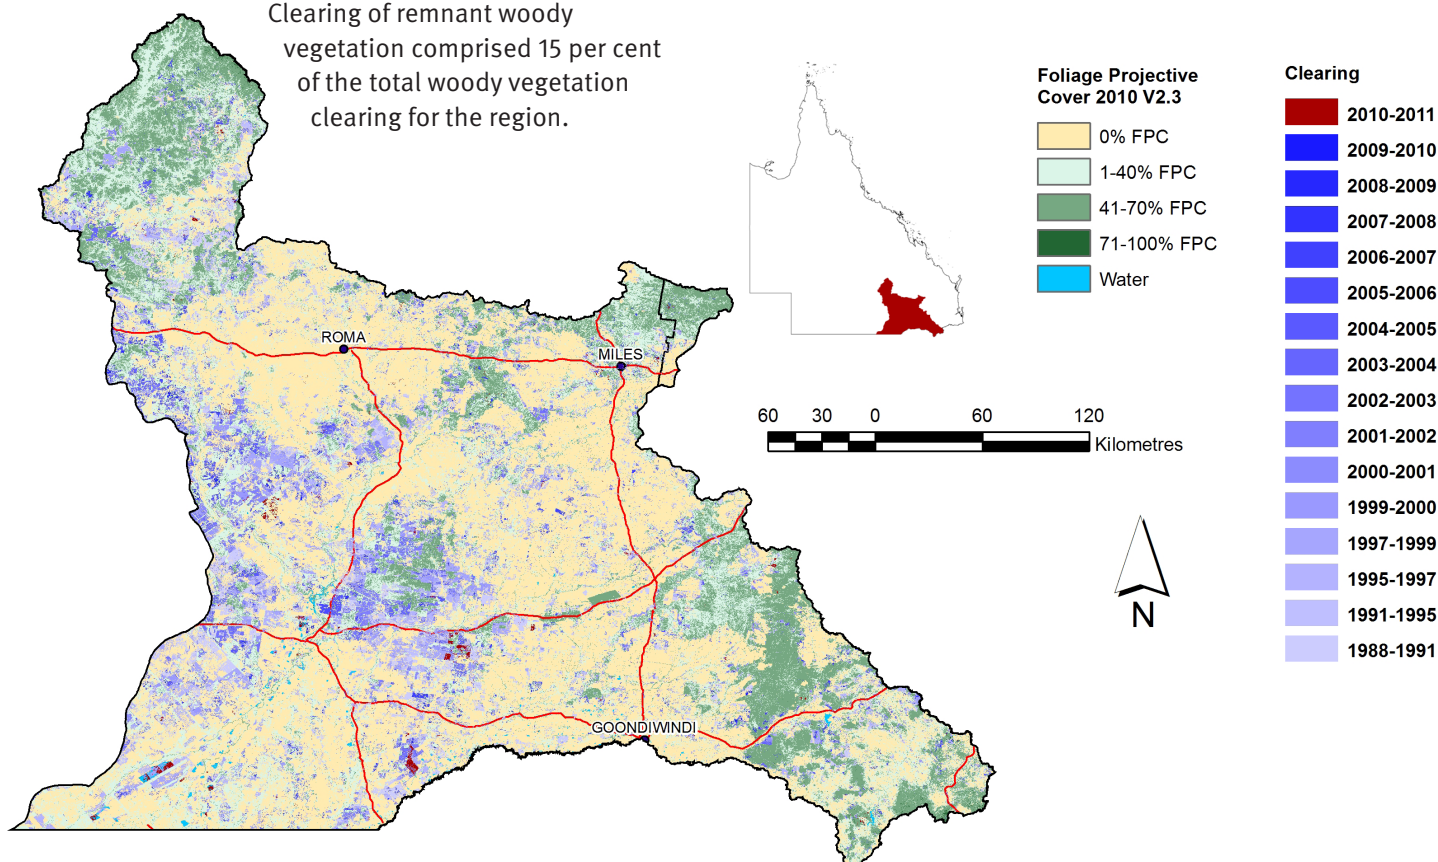 Clearing of remnant woody
vegetation comprised 15 per cent
of the total woody vegetation
clearing for the region.
ROMA
MILES
GOONDIWINDI
Foliage Projective
Cover 2010 V2.3
0% FPC
1-40% FPC
41-70% FPC
71-100% FPC
Water
60 30 0 60 120
Kilometres
N
Clearing
2010-2011
2009-2010
2008-2009
2007-2008
2006-2007
2005-2006
2004-2005
2003-2004
2002-2003
2001-2002
2000-2001
1999-2000
1997-1999
1995-1997
1991-1995
1988-1991